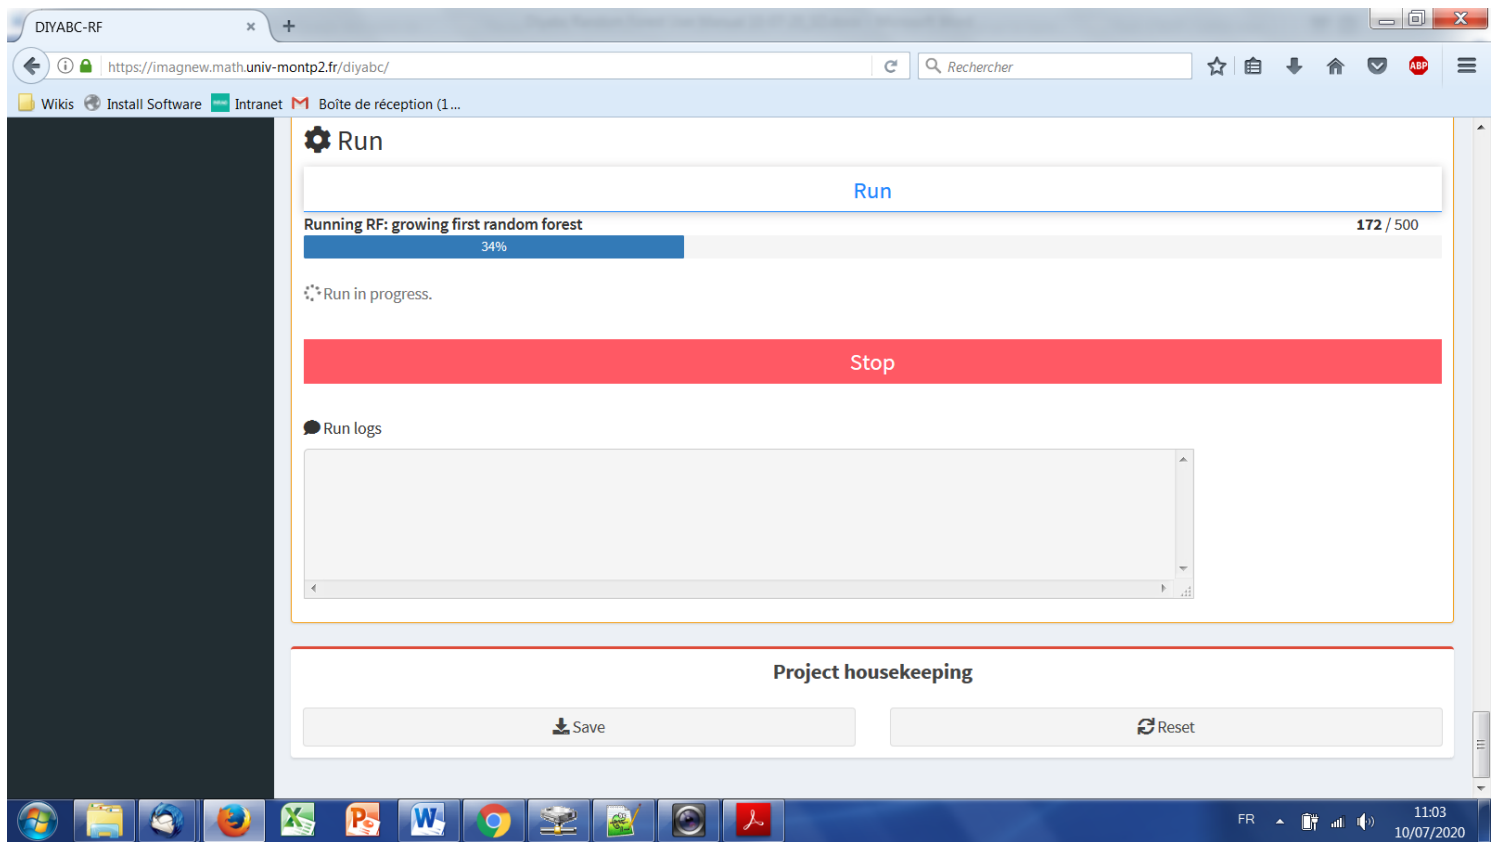 DIYABC-RF
https://imagnew.math.univ-montp2.fr/diyabc/
Rechercher
ABP
Wikis Install Software Intranet Boîte de réception (1...
Run
Run
Running RF: growing first random forest 172 / 500
34%
Run in progress.
Stop
Run logs
Project housekeeping
Save Reset
FR 11:03
10/07/2020